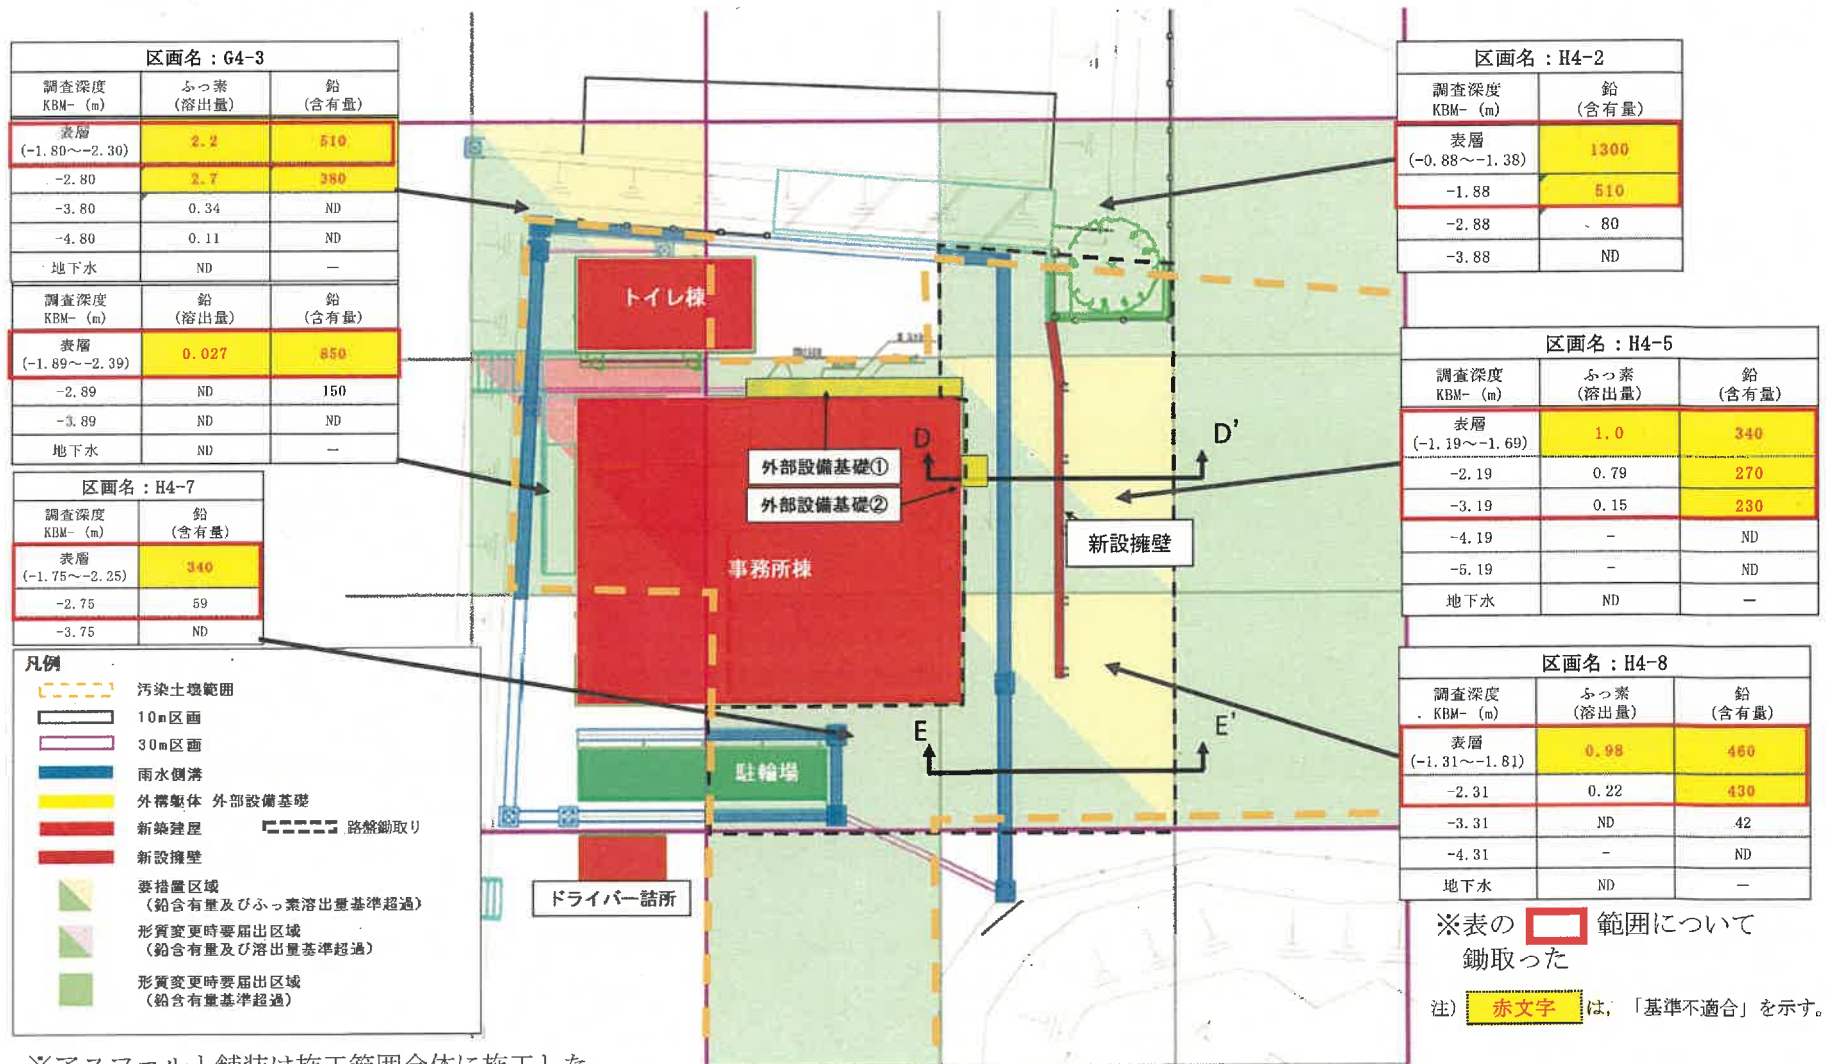 区画名：G4-3
調査深度 KBM-（m） ふっ素（溶出量） 鉛（含有量）
表層（-1.80～-2.30） 2.2 510
-2.80 2.7 380
-3.80 0.34 ND
-4.80 0.11 ND
地下水 ND －
調査深度 KBM-（m） 鉛（溶出量） 鉛（含有量）
表層（-1.89～-2.39） 0.027 850
-2.89 ND 150
-3.89 ND ND
地下水 ND －
区画名：H4-7
調査深度 KBM-（m） 鉛（含有量）
表層（-1.75～-2.25） 340
-2.75 59
-3.75 ND
凡例
汚染土壌範囲
10m区画
30m区画
雨水側溝
外構躯体 外部設備基礎
新築建屋 路盤鋤取り
新設擁壁
要措置区域
（鉛含有量及びふっ素溶出量基準超過）
形質変更時要届出区域
（鉛含有量及び溶出量基準超過）
形質変更時要届出区域
（鉛含有量基準超過）
トイレ棟
外部設備基礎①
外部設備基礎②
事務所棟
D D'
新設擁壁
E E'
駐輪場
ドライバー詰所
区画名：H4-2
調査深度 KBM-（m） 鉛（含有量）
表層（-0.88～-1.38） 1300
-1.88 510
-2.88 80
-3.88 ND
区画名：H4-5
調査深度 KBM-（m） ふっ素（溶出量） 鉛（含有量）
表層（-1.19～-1.69） 1.0 340
-2.19 0.79 270
-3.19 0.15 230
-4.19 - ND
-5.19 - ND
地下水 ND －
区画名：H4-8
調査深度 KBM-（m） ふっ素（溶出量） 鉛（含有量）
表層（-1.31～-1.81） 0.98 460
-2.31 0.22 430
-3.31 ND 42
-4.31 - ND
地下水 ND －
※表の 範囲について
鋤取った
注） 赤文字 は，「基準不適合」を示す。
※アスファルト舗装は施工範囲全体に施工した